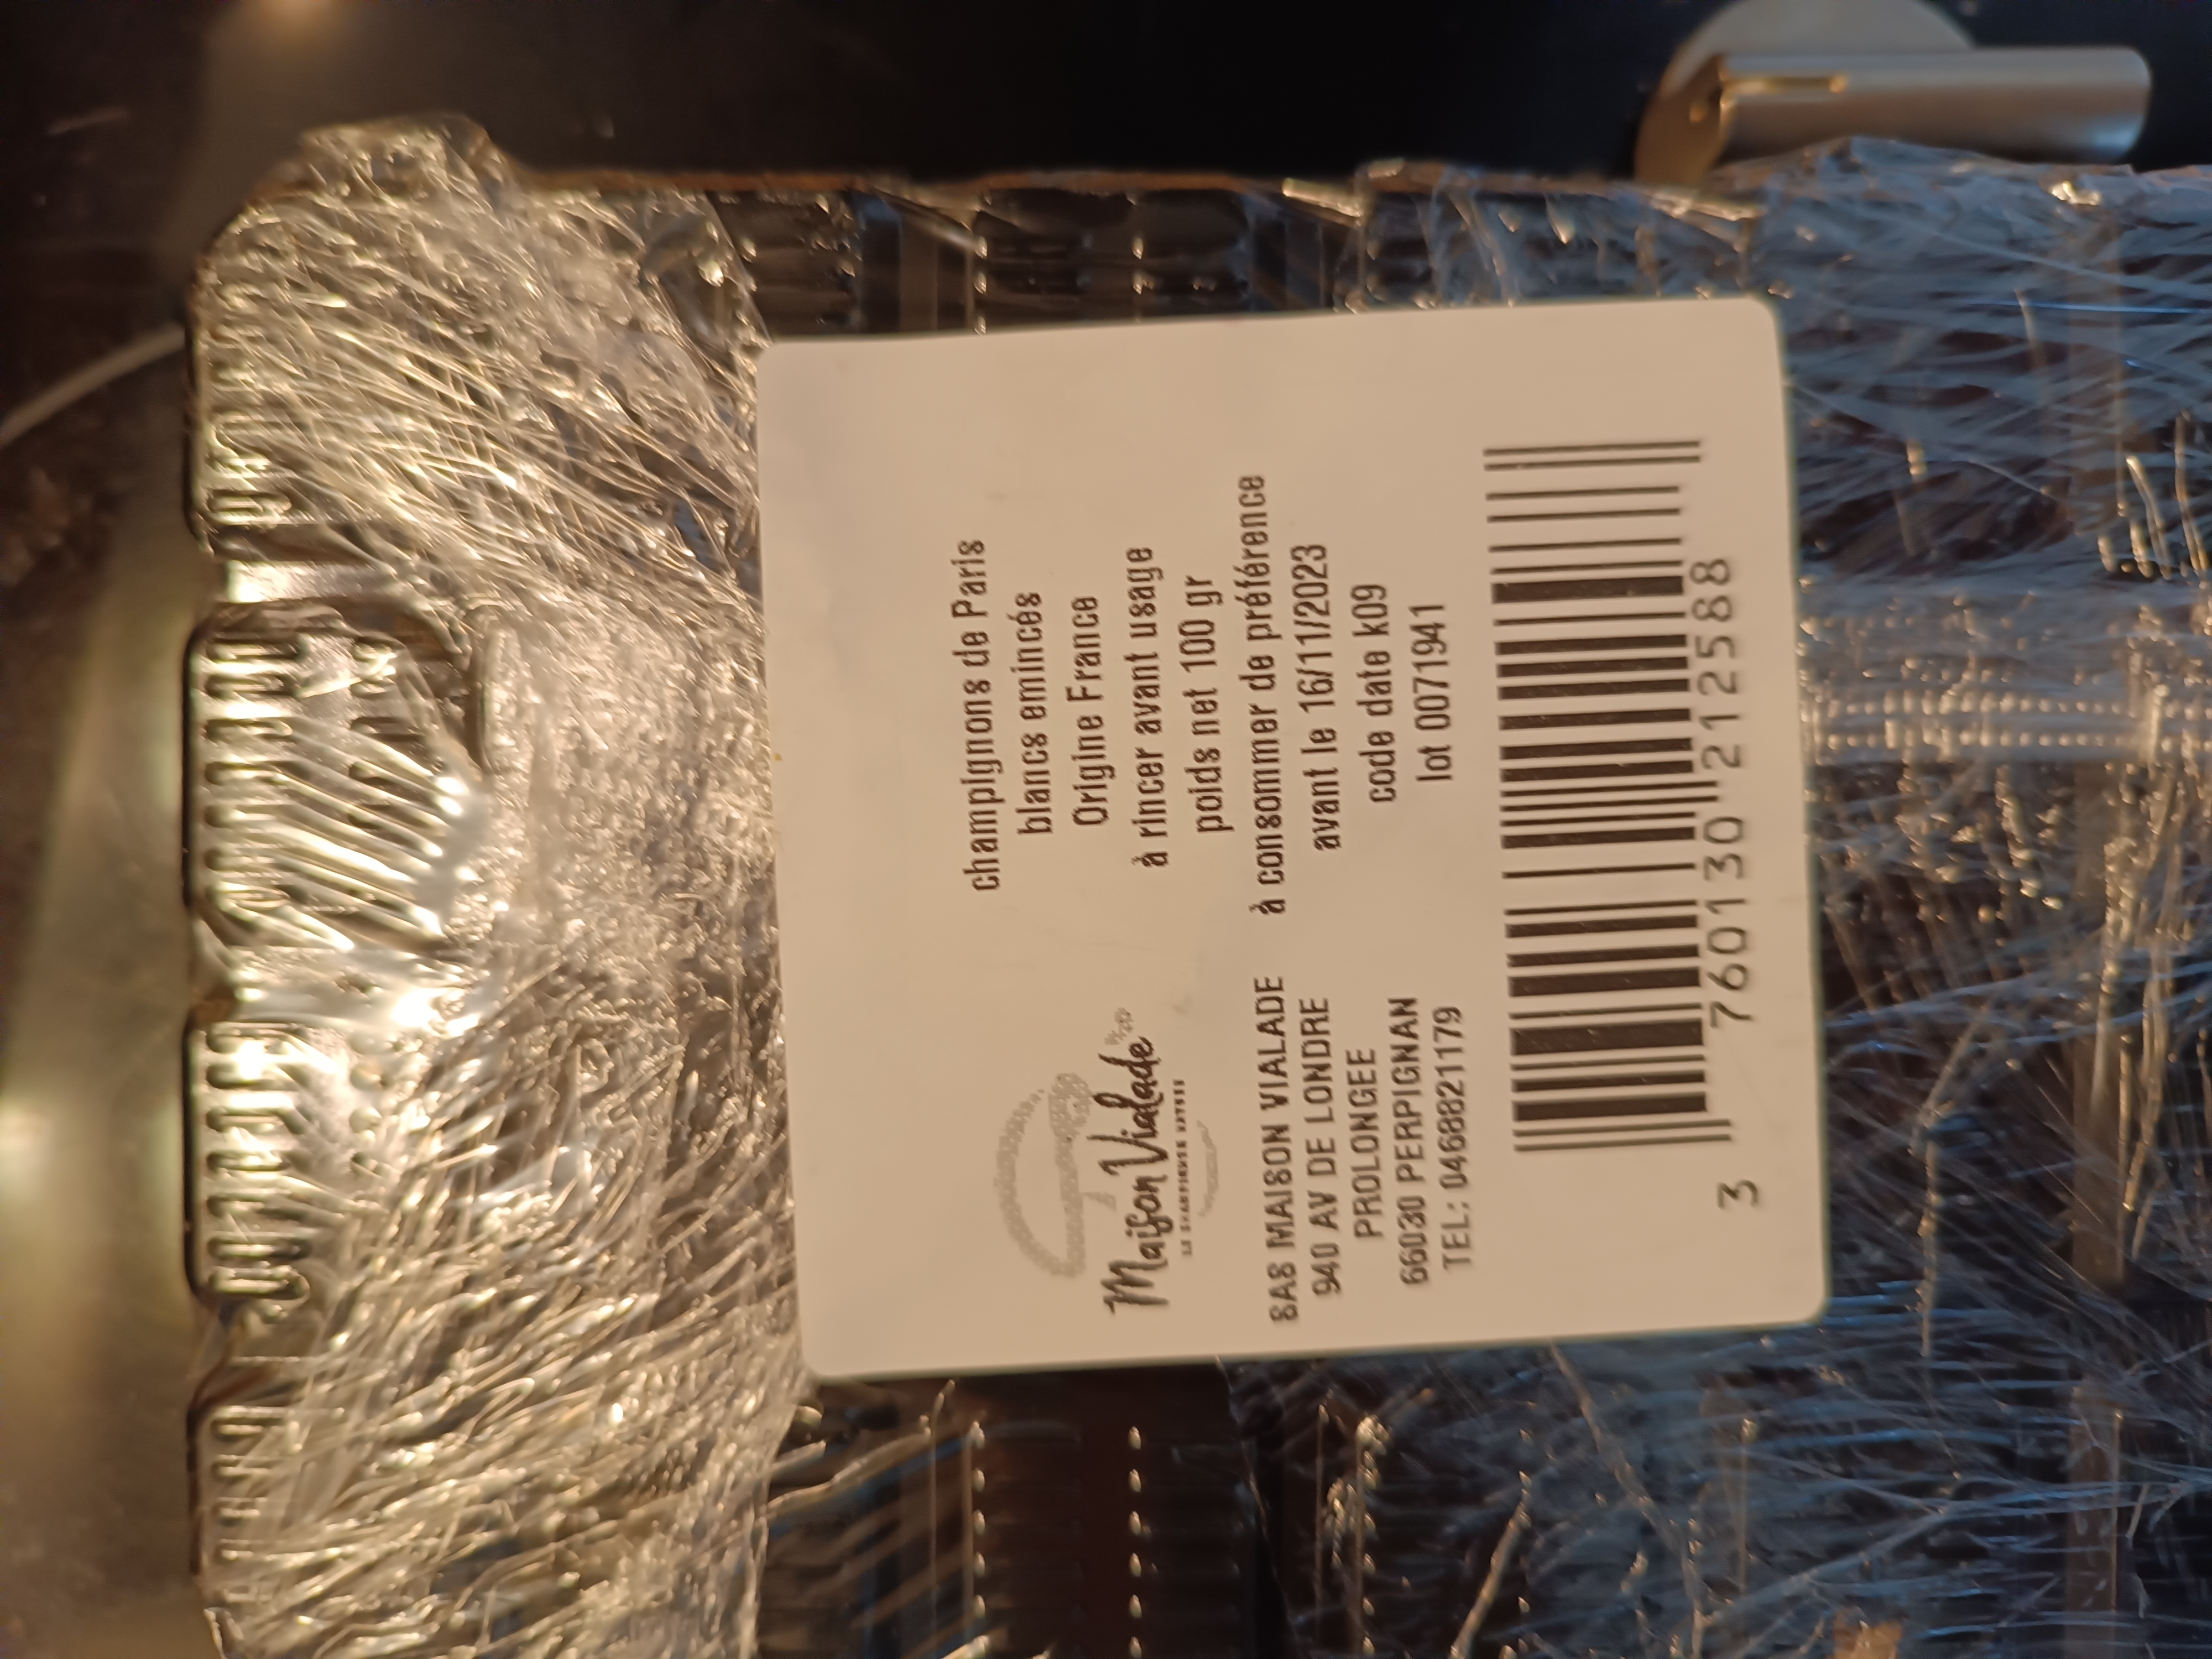 champignons de Paris
blancs emincés
Origine France
à rincer avant usage
poids net 100 gr
à consommer de préférence
avant le 16/11/2023
code date k09
lot 0071941
Maison Vialade
SAS MAISON VIALADE
940 AV DE LONDRE
PROLONGEE
66030 PERPIGNAN
TEL: 0468821179
3 760130 212588